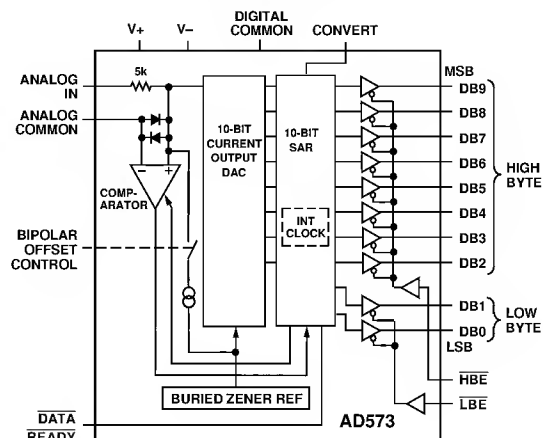 V+
V–
DIGITAL
COMMON
CONVERT
ANALOG
IN
5k
ANALOG
COMMON
–
+
COMP-
ARATOR
BIPOLAR
OFFSET
CONTROL
10-BIT
CURRENT
OUTPUT
DAC
10-BIT
SAR
INT
CLOCK
MSB
DB9
DB8
DB7
DB6
DB5
DB4
DB3
DB2
HIGH
BYTE
DB1
DB0
LSB
LOW
BYTE
HBE
LBE
BURIED ZENER REF
AD573
DATA
READY